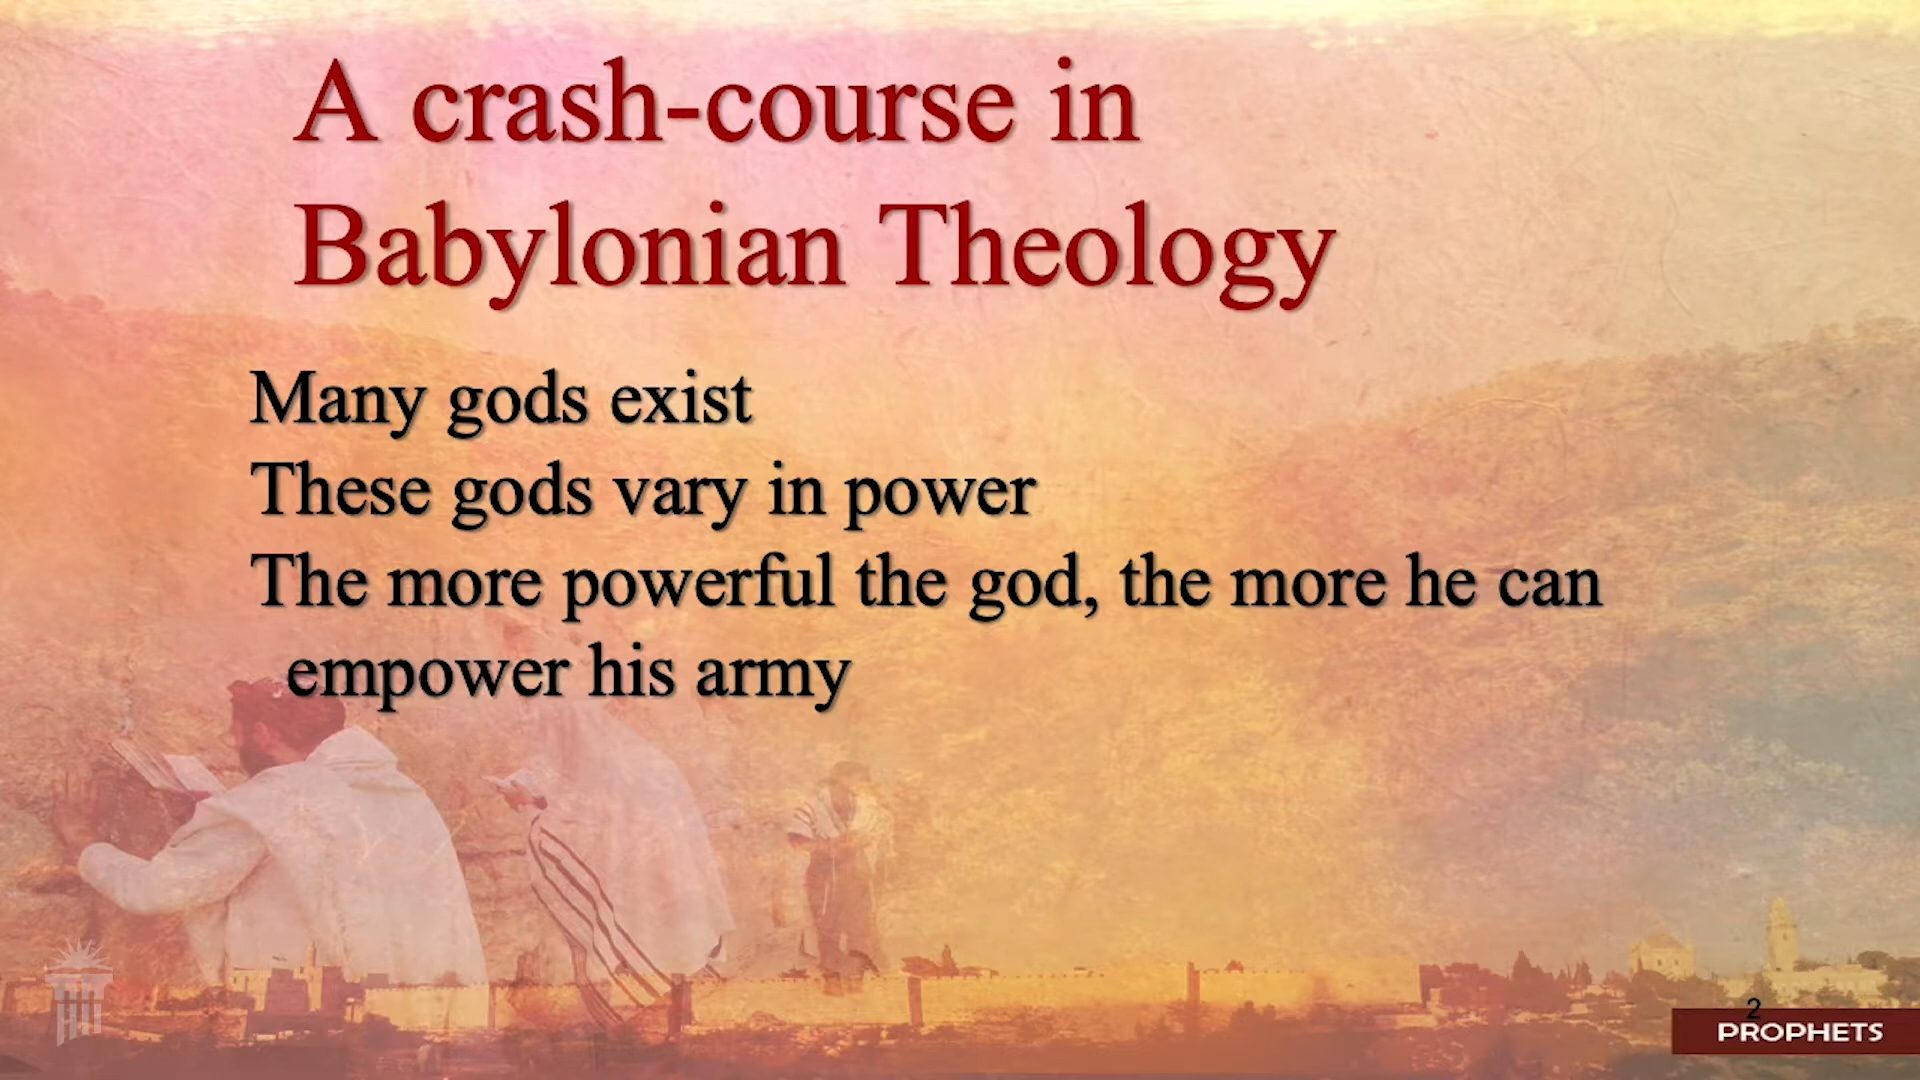 A crash-course in
Babylonian Theology
Many gods exist
These gods vary in power
The more powerful the god, the more he can
empower his army
2
PROPHETS